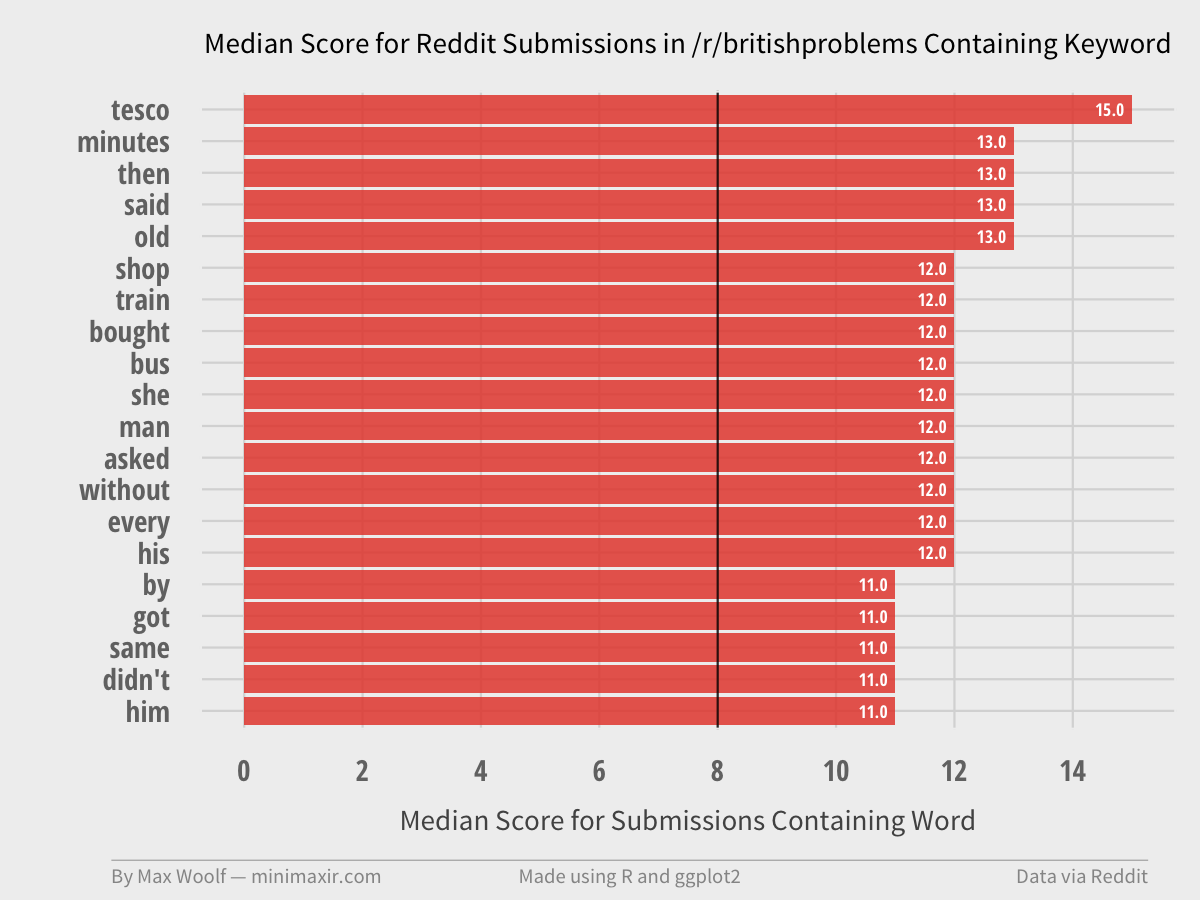 Median Score for Reddit Submissions in /r/britishproblems Containing Keyword
tesco 15.0
minutes 13.0
then 13.0
said 13.0
old 13.0
shop 12.0
train 12.0
bought 12.0
bus 12.0
she 12.0
man 12.0
asked 12.0
without 12.0
every 12.0
his 12.0
by 11.0
got 11.0
same 11.0
didn't 11.0
him 11.0
0 2 4 6 8 10 12 14
Median Score for Submissions Containing Word
By Max Woolf — minimaxir.com Made using R and ggplot2 Data via Reddit